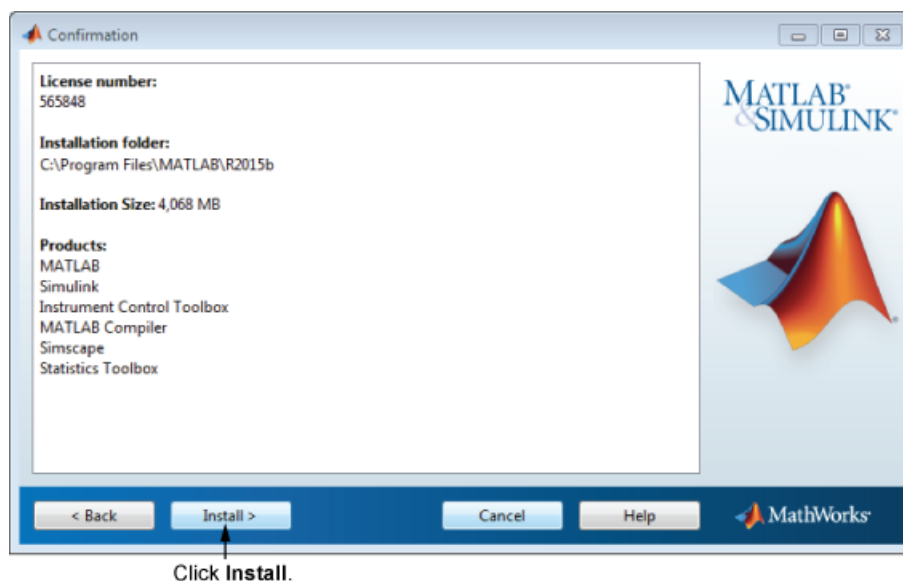 Confirmation
License number:
565848
Installation folder:
C:\Program Files\MATLAB\R2015b
Installation Size: 4,068 MB
Products:
MATLAB
Simulink
Instrument Control Toolbox
MATLAB Compiler
Simscape
Statistics Toolbox
MATLAB®
&SIMULINK®
< Back
Install >
Cancel
Help
MathWorks®
Click Install.